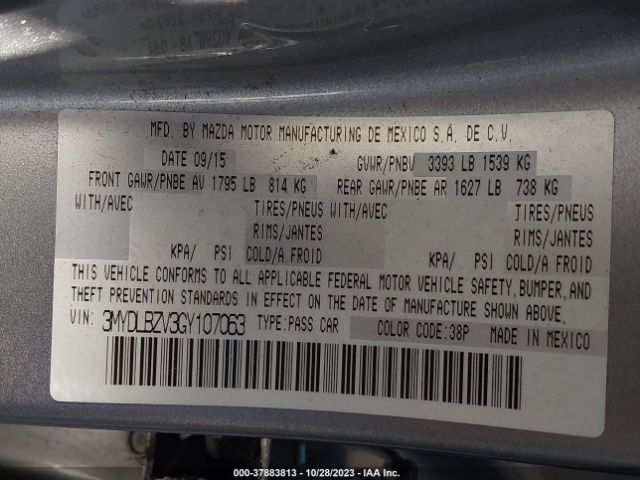 MFD. BY MAZDA MOTOR MANUFACTURING DE MEXICO S.A. DE C.V.
DATE 09/15 GVWR/PNBV 3393 LB 1539 KG
FRONT GAWR/PNBE AV 1795 LB 814 KG REAR GAWR/PNBE AR 1627 LB 738 KG
WITH/AVEC TIRES/PNEUS WITH/AVEC TIRES/PNEUS
RIMS/JANTES RIMS/JANTES
KPA/ PSI COLD/A FROID KPA/ PSI COLD/A FROID
THIS VEHICLE CONFORMS TO ALL APPLICABLE FEDERAL MOTOR VEHICLE SAFETY, BUMPER, AND
THEFT PREVENTION STANDARDS IN EFFECT ON THE DATE OF MANUFACTURE SHOWN ABOVE.
VIN: 3MYDLBZV3GY107063 TYPE:PASS CAR COLOR CODE:38P MADE IN MEXICO
000-37883813 - 10/28/2023 - IAA Inc.